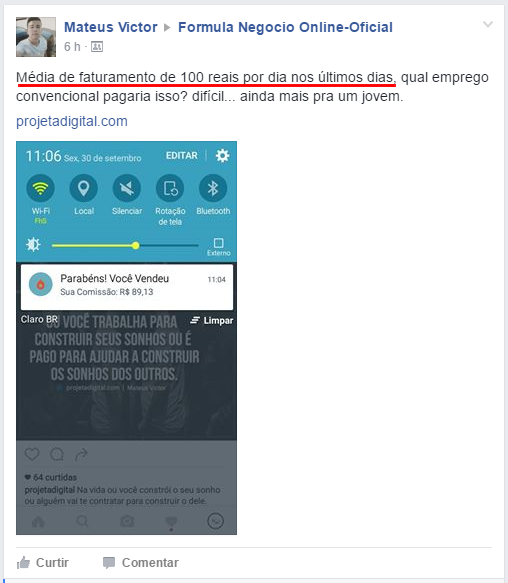 Mateus Victor ▸ Formula Negocio Online-Oficial
6 h ·
Média de faturamento de 100 reais por dia nos últimos dias, qual emprego
convencional pagaria isso? difícil... ainda mais pra um jovem.
projetadigital.com
11:06 Sex, 30 de setembro EDITAR
Wi-Fi Local Silenciar Rotação Bluetooth
FhS de tela
Externo
Parabéns! Você Vendeu 11:04
Sua Comissão: R$ 89,13
Claro BR Limpar
OU VOCÊ TRABALHA PARA
CONSTRUIR SEUS SONHOS OU É
PAGO PARA AJUDAR A CONSTRUIR
OS SONHOS DOS OUTROS.
projetadigital.com | Mateus Victor
64 curtidas
projetadigital Na vida ou você constrói o seu sonho
ou alguém vai te contratar para construir o dele.
Curtir Comentar